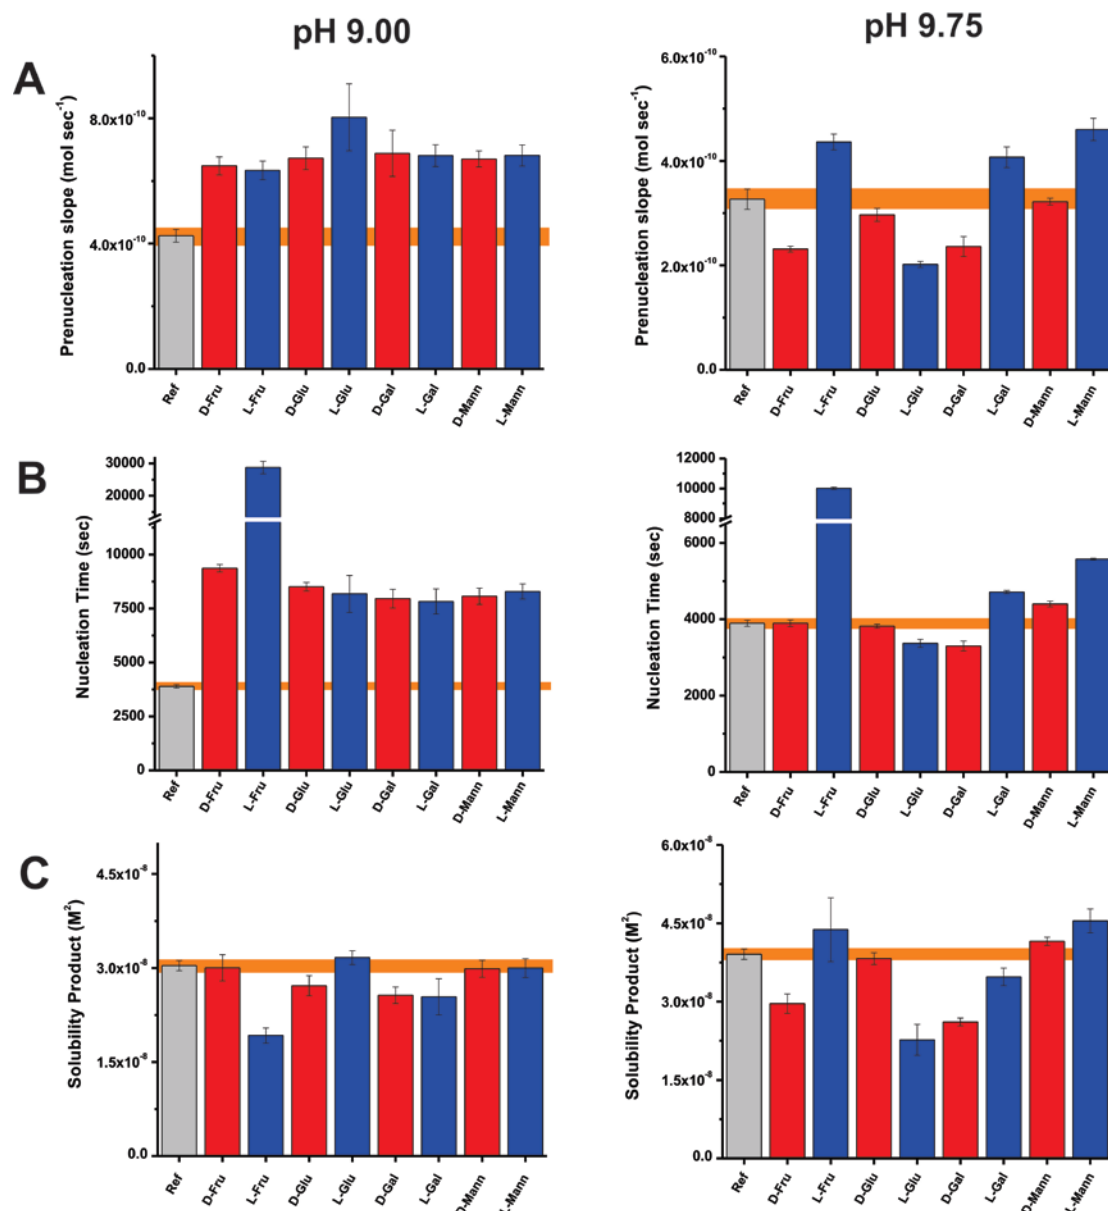 pH 9.00
pH 9.75
A
Prenucleation slope (mol sec⁻¹)
8.0x10⁻¹⁰
4.0x10⁻¹⁰
0.0
Ref D-Fru L-Fru D-Glu L-Glu D-Gal L-Gal D-Mann L-Mann
Prenucleation slope (mol sec⁻¹)
6.0x10⁻¹⁰
4.0x10⁻¹⁰
2.0x10⁻¹⁰
0.0
Ref D-Fru L-Fru D-Glu L-Glu D-Gal L-Gal D-Mann L-Mann
B
Nucleation Time (sec)
30000
20000
10000
7500
5000
2500
0
Ref D-Fru L-Fru D-Glu L-Glu D-Gal L-Gal D-Mann L-Mann
Nucleation Time (sec)
12000
10000
8000
6000
4000
2000
0
Ref D-Fru L-Fru D-Glu L-Glu D-Gal L-Gal D-Mann L-Mann
C
Solubility Product (M²)
4.5x10⁻⁸
3.0x10⁻⁸
1.5x10⁻⁸
0.0
Ref D-Fru L-Fru D-Glu L-Glu D-Gal L-Gal D-Mann L-Mann
Solubility Product (M²)
6.0x10⁻⁸
4.5x10⁻⁸
3.0x10⁻⁸
1.5x10⁻⁸
0.0
Ref D-Fru L-Fru D-Glu L-Glu D-Gal L-Gal D-Mann L-Mann